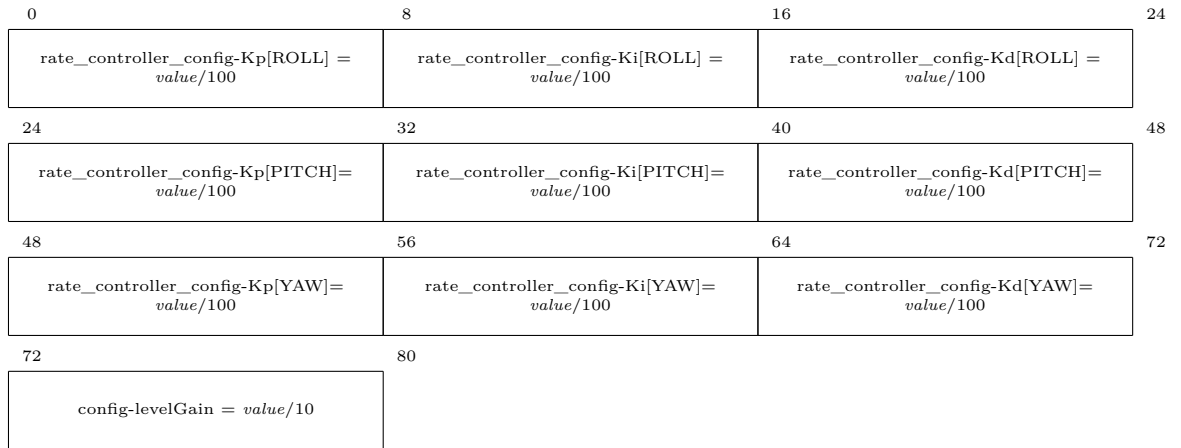 0 8 16 24
rate_controller_config-Kp[ROLL] = rate_controller_config-Ki[ROLL] = rate_controller_config-Kd[ROLL] =
value/100 value/100 value/100
24 32 40 48
rate_controller_config-Kp[PITCH]= rate_controller_config-Ki[PITCH]= rate_controller_config-Kd[PITCH]=
value/100 value/100 value/100
48 56 64 72
rate_controller_config-Kp[YAW]= rate_controller_config-Ki[YAW]= rate_controller_config-Kd[YAW]=
value/100 value/100 value/100
72 80
config-levelGain = value/10